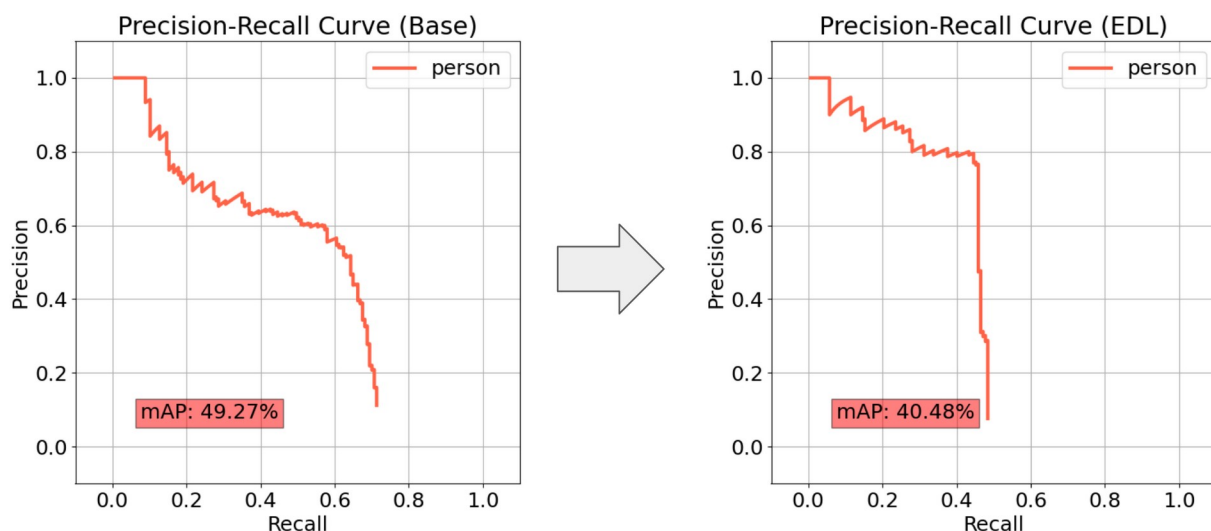 Precision-Recall Curve (Base)
person
1.0
0.8
0.6
0.4
0.2
0.0
Precision
mAP: 49.27%
0.0 0.2 0.4 0.6 0.8 1.0
Recall
Precision-Recall Curve (EDL)
person
1.0
0.8
0.6
0.4
0.2
0.0
Precision
mAP: 40.48%
0.0 0.2 0.4 0.6 0.8 1.0
Recall